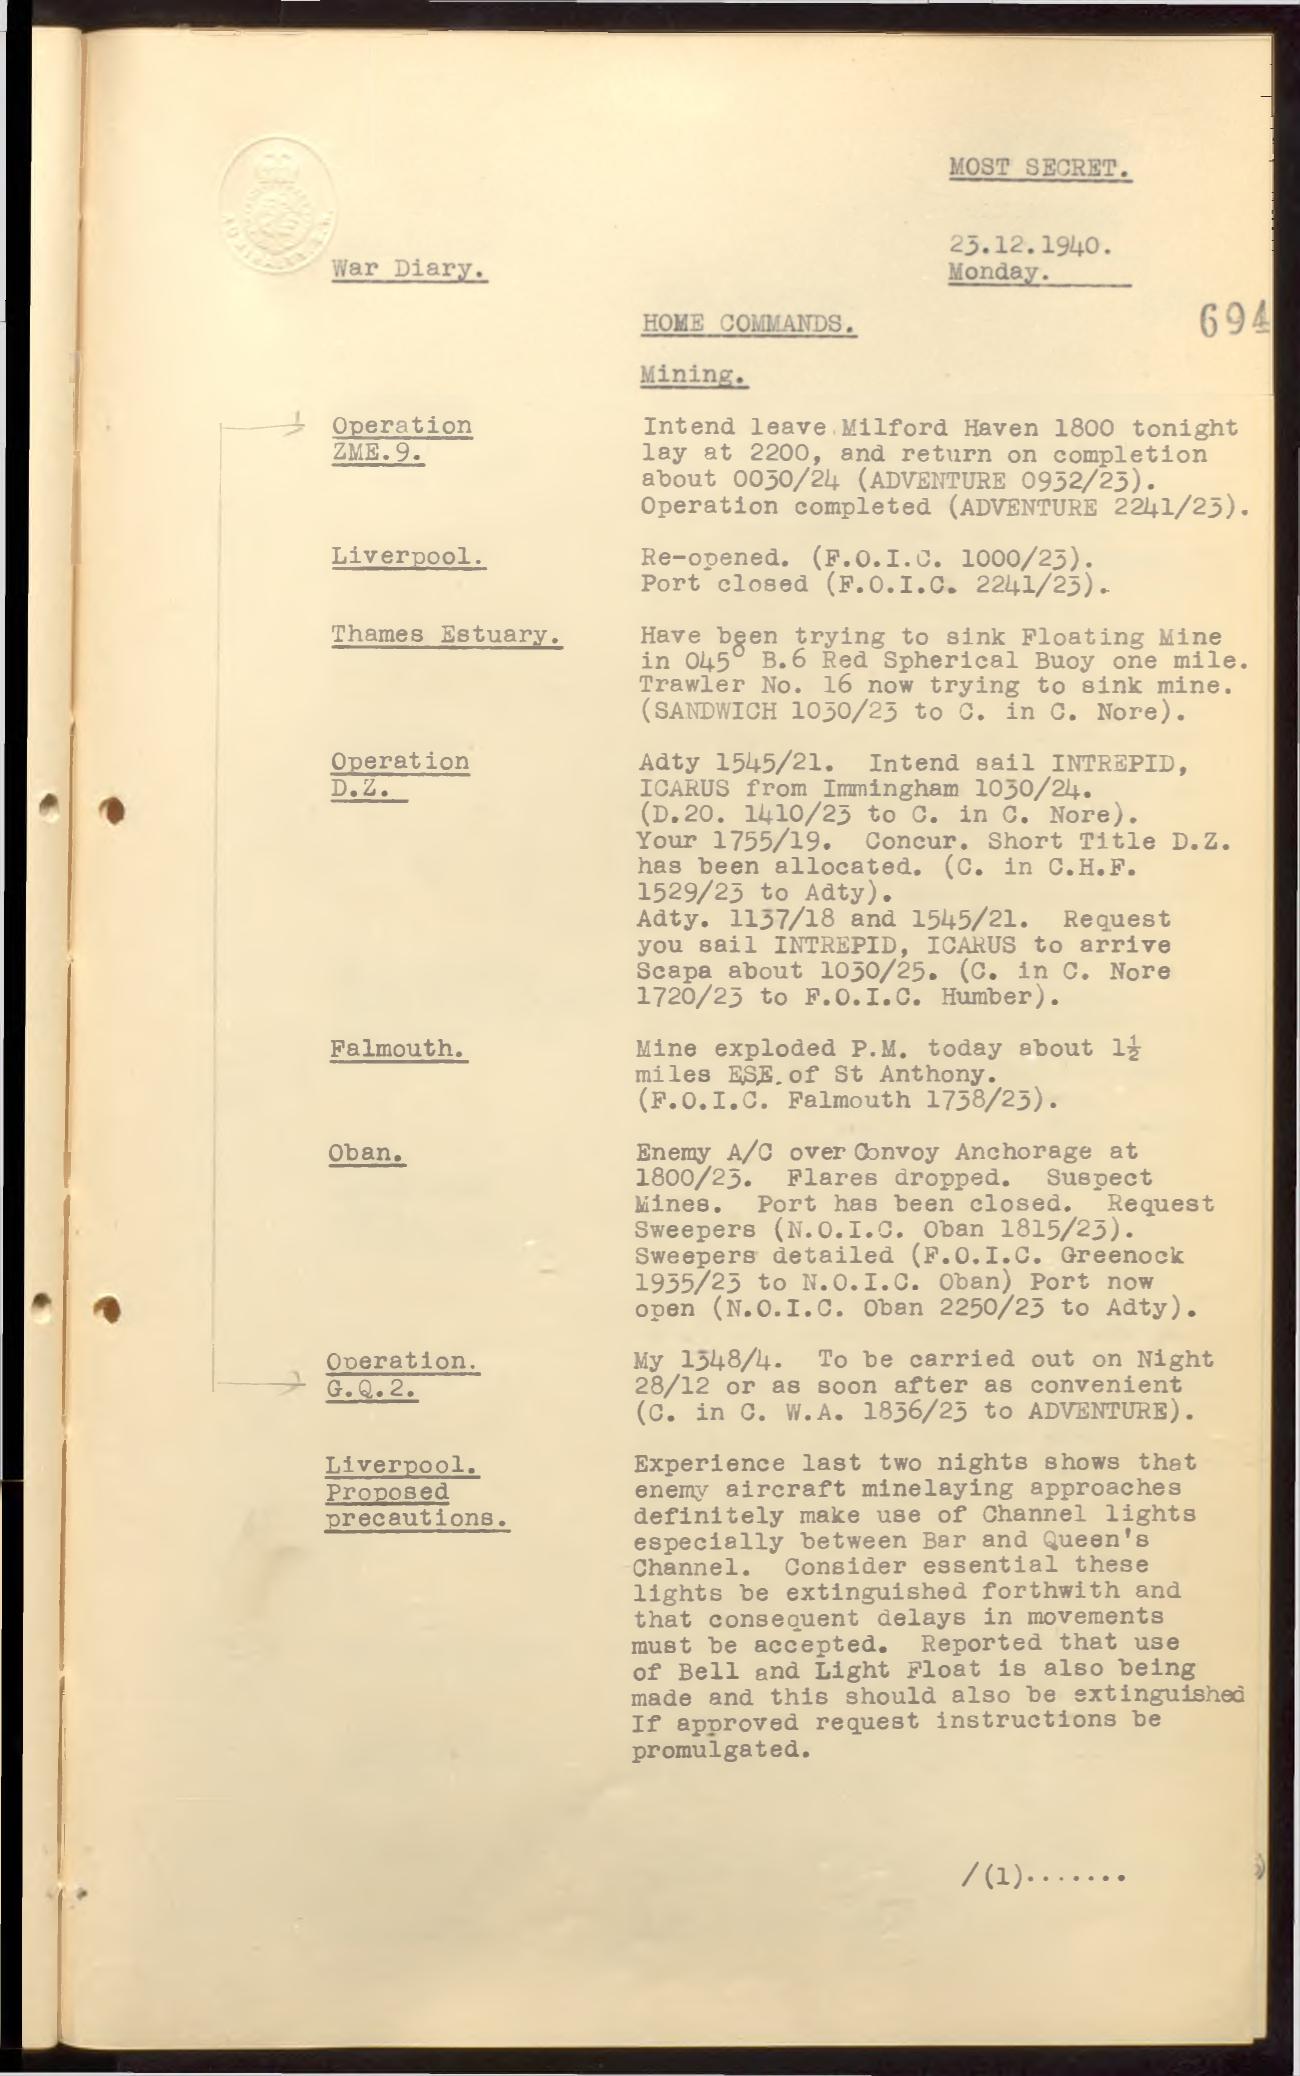 MOST SECRET.
23.12.1940.
Monday.
War Diary.
HOME COMMANDS.
694
Mining.
Operation
ZME.9.
Intend leave Milford Haven 1800 tonight
lay at 2200, and return on completion
about 0030/24 (ADVENTURE 0932/23).
Operation completed (ADVENTURE 2241/23).
Liverpool.
Re-opened. (F.O.I.C. 1000/23).
Port closed (F.O.I.C. 2241/23).
Thames Estuary.
Have been trying to sink Floating Mine
in 045° B.6 Red Spherical Buoy one mile.
Trawler No. 16 now trying to sink mine.
(SANDWICH 1030/23 to C. in C. Nore).
Operation
D.Z.
Adty 1545/21. Intend sail INTREPID,
ICARUS from Immingham 1030/24.
(D.20. 1410/23 to C. in C. Nore).
Your 1755/19. Concur. Short Title D.Z.
has been allocated. (C. in C.H.F.
1529/23 to Adty).
Adty. 1137/18 and 1545/21. Request
you sail INTREPID, ICARUS to arrive
Scapa about 1030/25. (C. in C. Nore
1720/23 to F.O.I.C. Humber).
Falmouth.
Mine exploded P.M. today about 1½
miles ESE. of St Anthony.
(F.O.I.C. Falmouth 1738/23).
Oban.
Enemy A/C over Convoy Anchorage at
1800/23. Flares dropped. Suspect
Mines. Port has been closed. Request
Sweepers (N.O.I.C. Oban 1815/23).
Sweepers detailed (F.O.I.C. Greenock
1935/23 to N.O.I.C. Oban) Port now
open (N.O.I.C. Oban 2250/23 to Adty).
Operation.
G.Q.2.
My 1348/4. To be carried out on Night
28/12 or as soon after as convenient
(C. in C. W.A. 1836/23 to ADVENTURE).
Liverpool.
Proposed
precautions.
Experience last two nights shows that
enemy aircraft minelaying approaches
definitely make use of Channel lights
especially between Bar and Queen's
Channel. Consider essential these
lights be extinguished forthwith and
that consequent delays in movements
must be accepted. Reported that use
of Bell and Light Float is also being
made and this should also be extinguished
If approved request instructions be
promulgated.
/(1).......